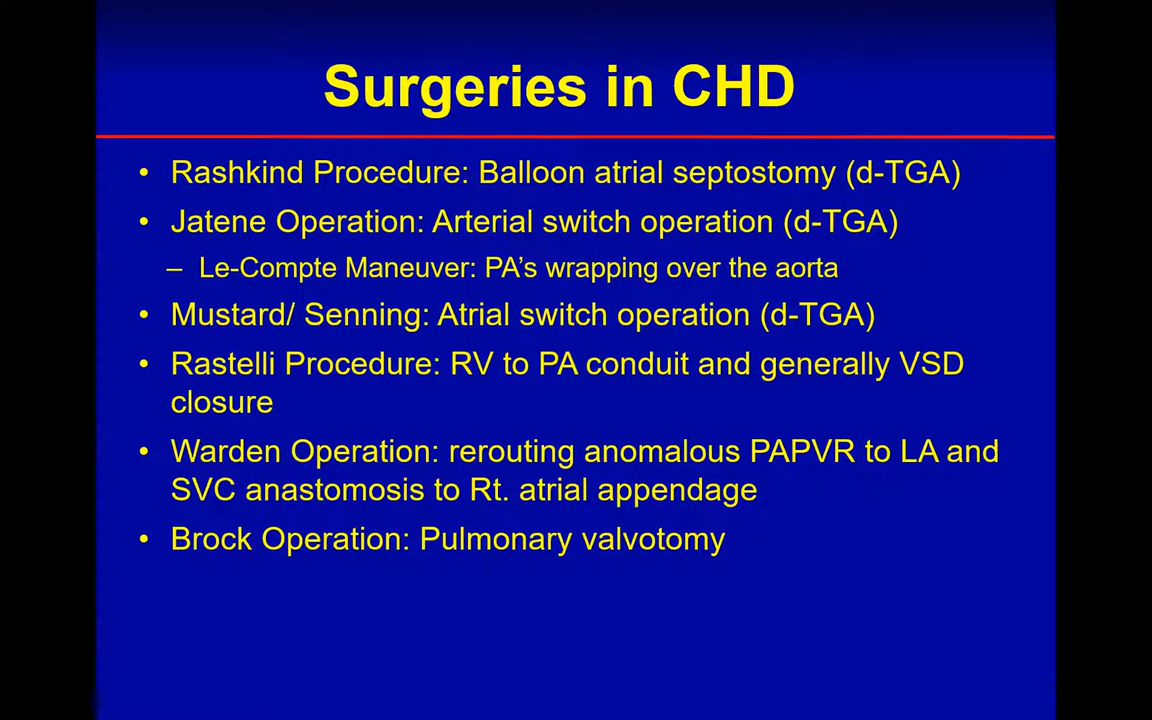 Surgeries in CHD
• Rashkind Procedure: Balloon atrial septostomy (d-TGA)
• Jatene Operation: Arterial switch operation (d-TGA)
– Le-Compte Maneuver: PA’s wrapping over the aorta
• Mustard/ Senning: Atrial switch operation (d-TGA)
• Rastelli Procedure: RV to PA conduit and generally VSD
closure
• Warden Operation: rerouting anomalous PAPVR to LA and
SVC anastomosis to Rt. atrial appendage
• Brock Operation: Pulmonary valvotomy